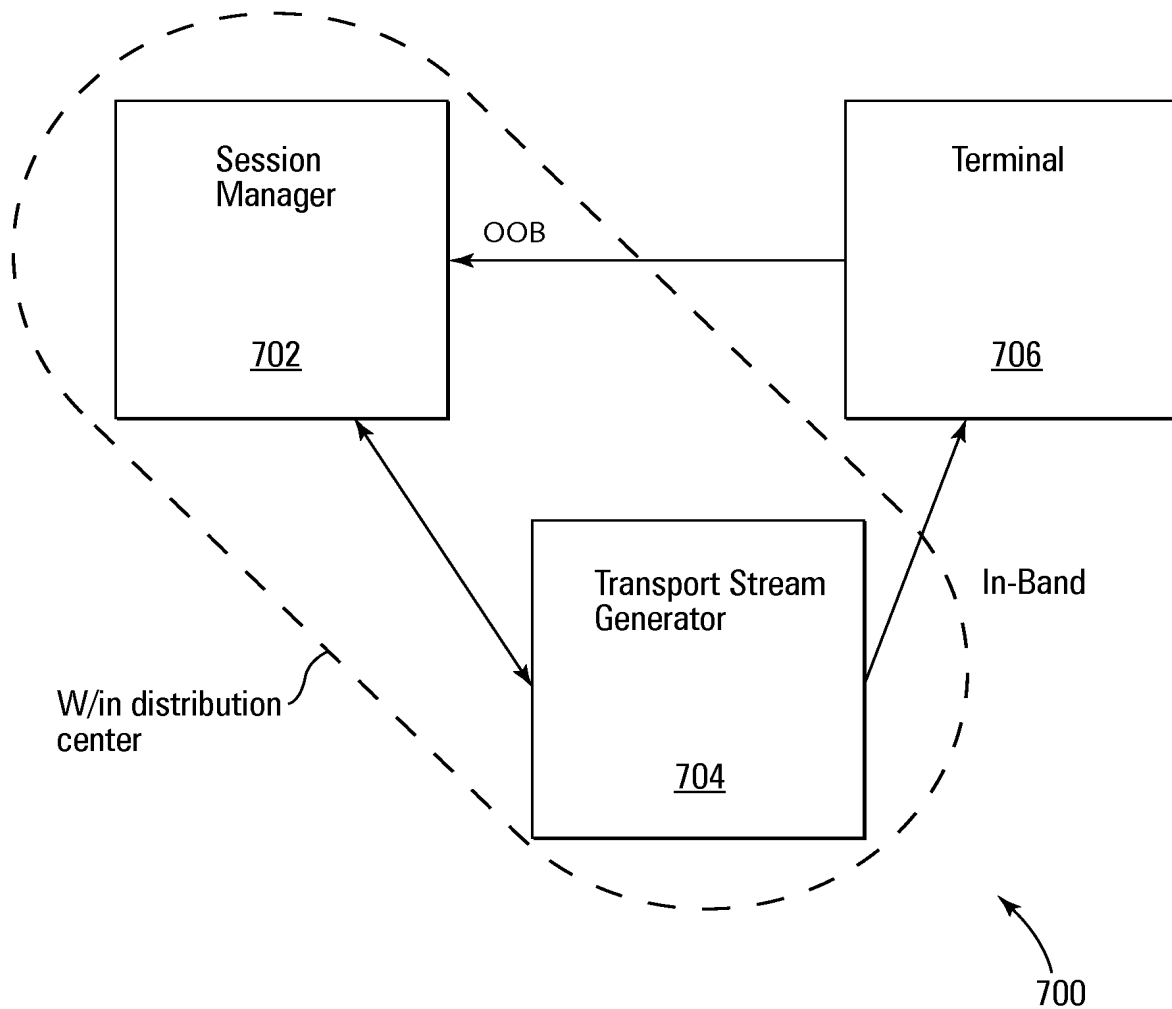 Session
Manager
702
OOB
Terminal
706
Transport Stream
Generator
704
In-Band
W/in distribution
center
700